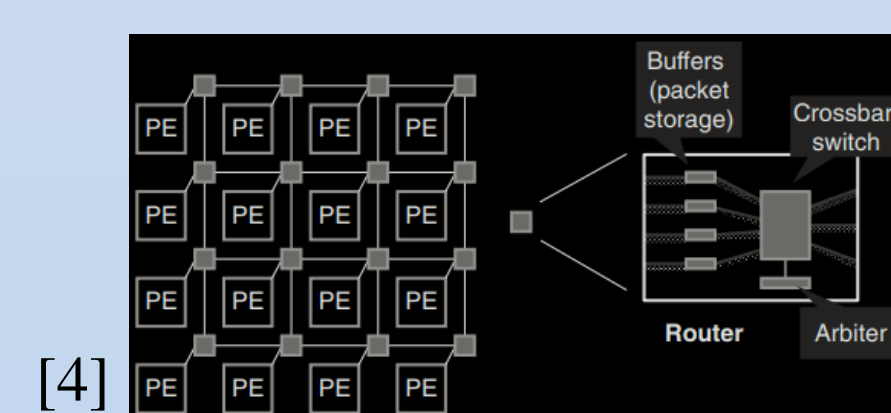 Buffers
(packet
storage)
Crossbar
switch
PE PE PE PE
PE PE PE PE
PE PE PE PE
Router
Arbiter
[4]
PE PE PE PE